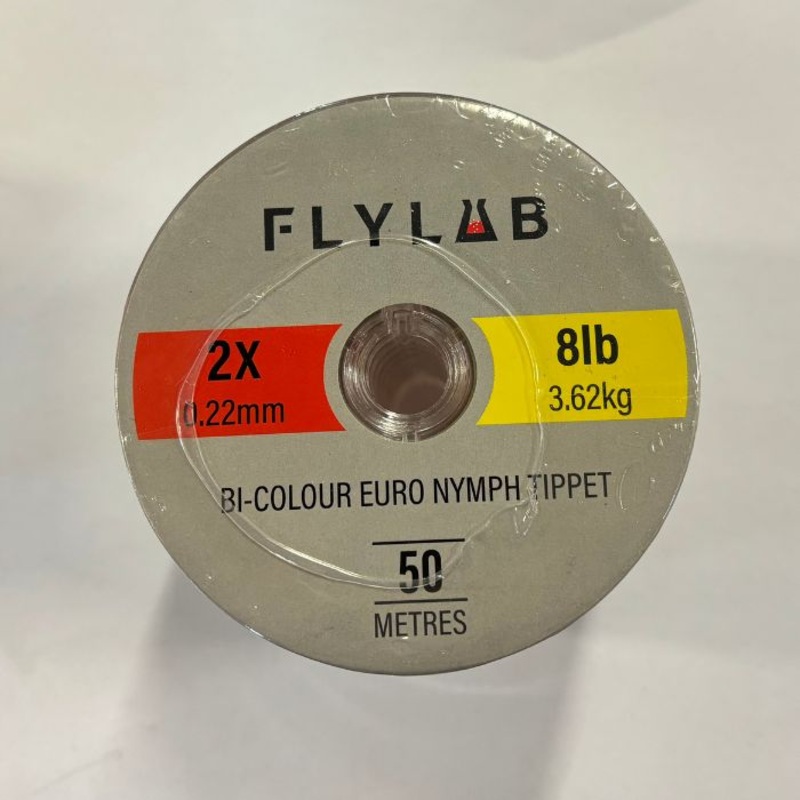 FLYLAB
2X
0.22mm
8lb
3.62kg
BI-COLOUR EURO NYMPH TIPPET
50
METRES